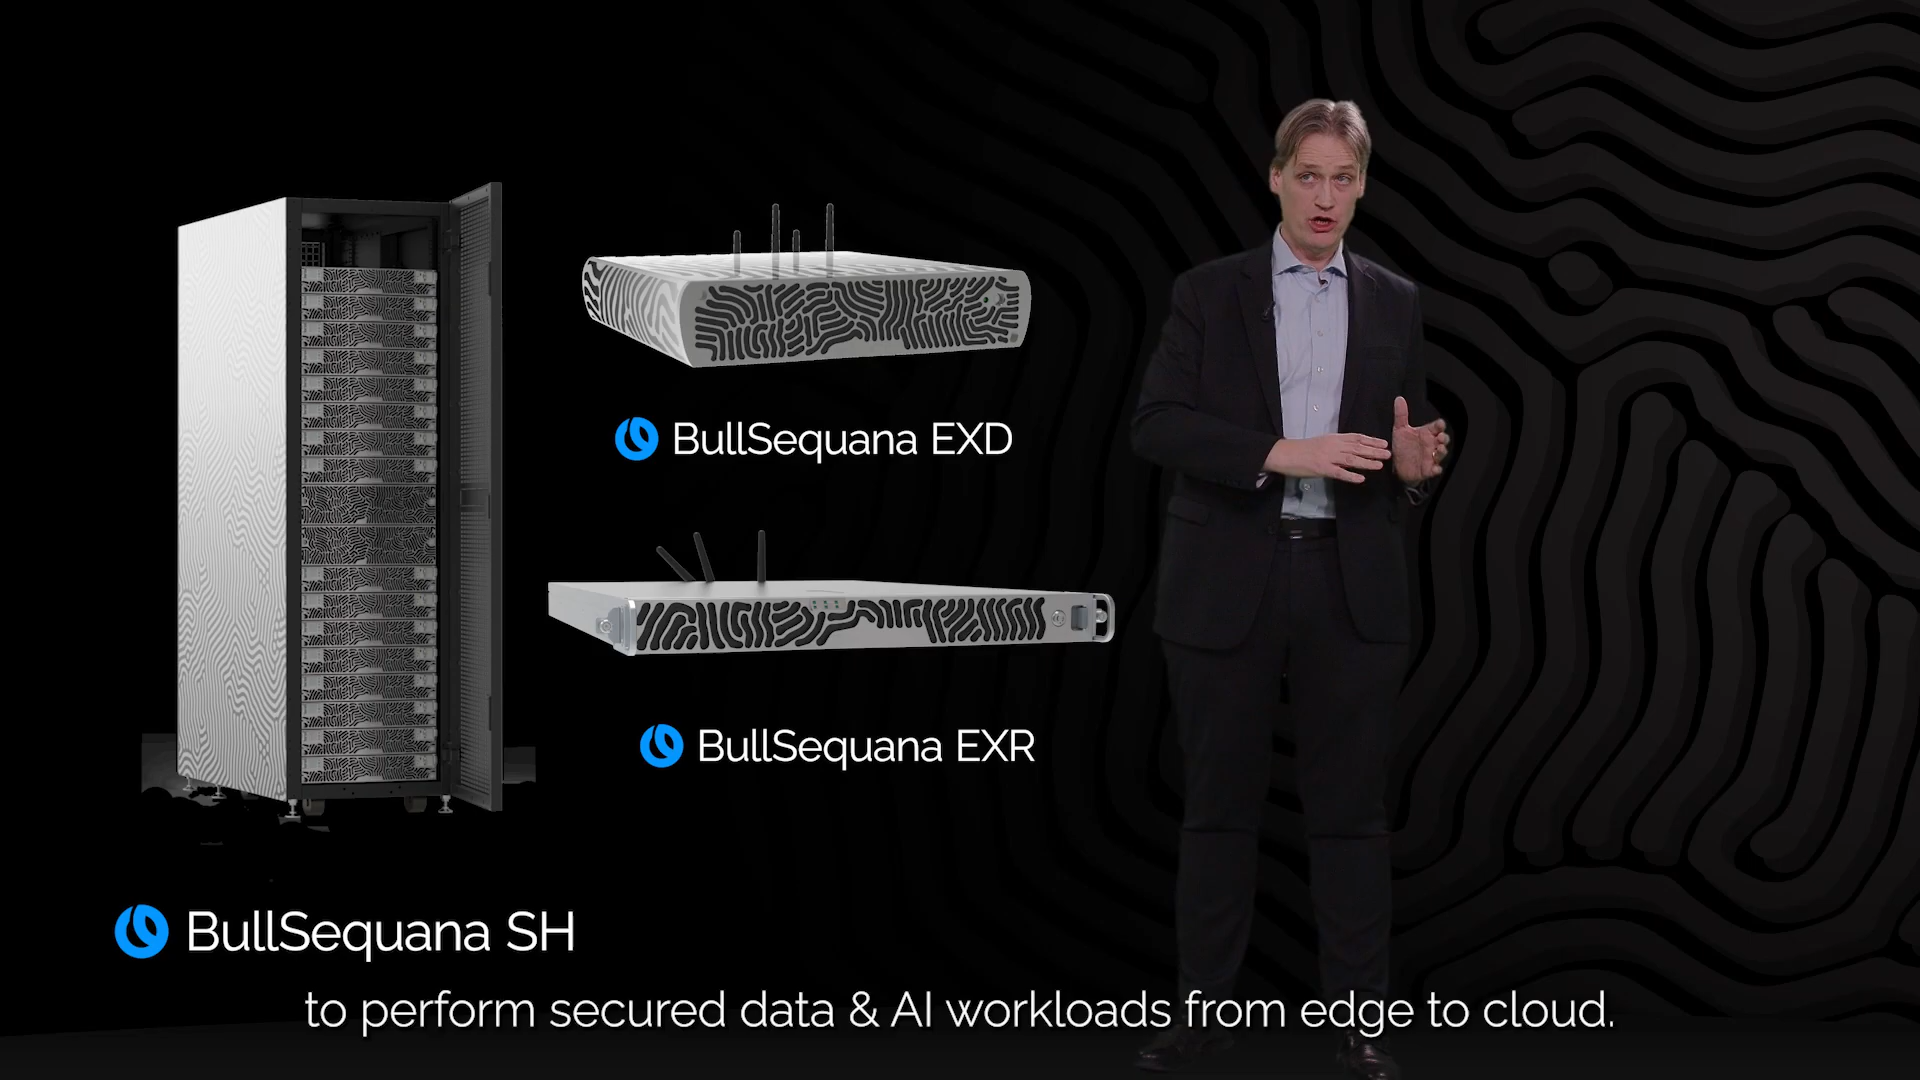 BullSequana EXD
BullSequana EXR
BullSequana SH
to perform secured data & AI workloads from edge to cloud.